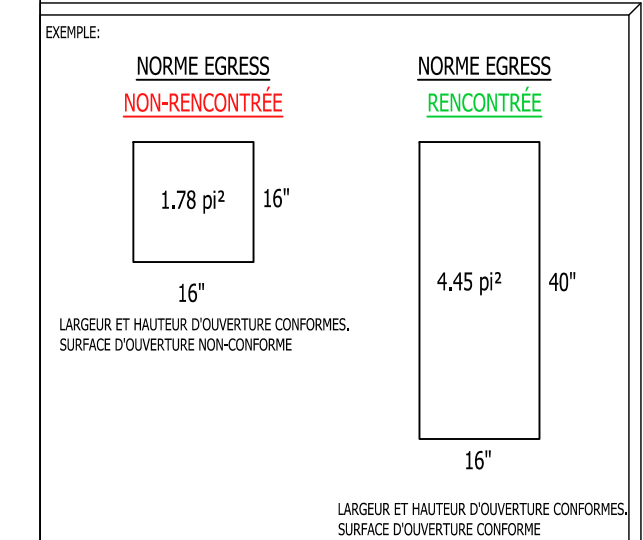 EXEMPLE:
NORME EGRESS
NON-RENCONTRÉE
1.78 pi²
16"
16"
LARGEUR ET HAUTEUR D'OUVERTURE CONFORMES.
SURFACE D'OUVERTURE NON-CONFORME
NORME EGRESS
RENCONTRÉE
4.45 pi²
40"
16"
LARGEUR ET HAUTEUR D'OUVERTURE CONFORMES.
SURFACE D'OUVERTURE CONFORME